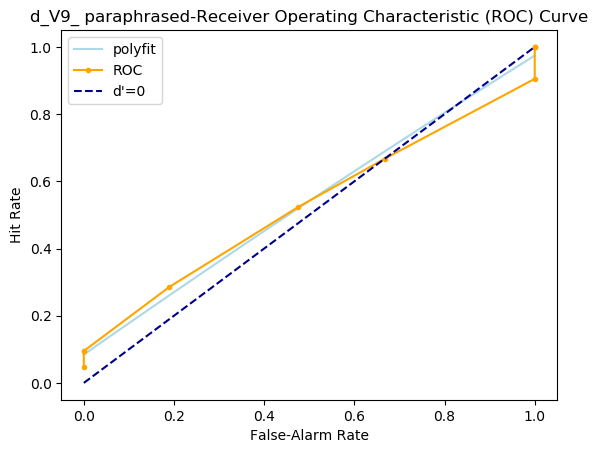 d_V9_ paraphrased-Receiver Operating Characteristic (ROC) Curve
polyfit
ROC
d'=0
1.0
0.8
0.6
0.4
0.2
0.0
Hit Rate
0.0 0.2 0.4 0.6 0.8 1.0
False-Alarm Rate